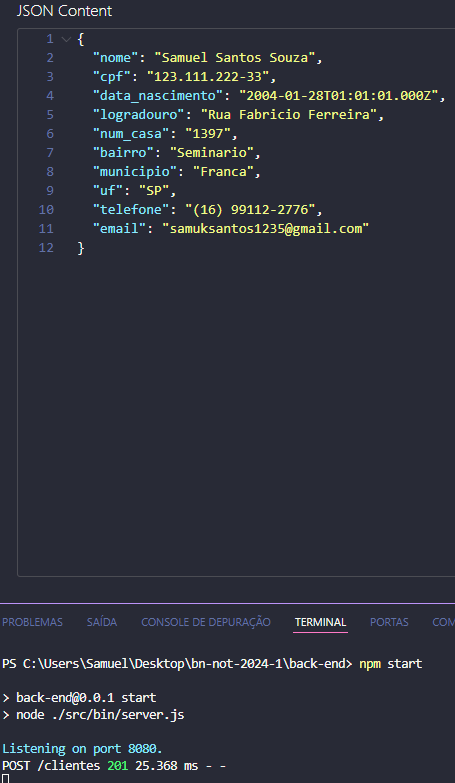 JSON Content
1 {
2 "nome": "Samuel Santos Souza",
3 "cpf": "123.111.222-33",
4 "data_nascimento": "2004-01-28T01:01:01.000Z",
5 "logradouro": "Rua Fabricio Ferreira",
6 "num_casa": "1397",
7 "bairro": "Seminario",
8 "municipio": "Franca",
9 "uf": "SP",
10 "telefone": "(16) 99112-2776",
11 "email": "samuksantos1235@gmail.com"
12 }
PROBLEMAS SAÍDA CONSOLE DE DEPURAÇÃO TERMINAL PORTAS COM
PS C:\Users\Samuel\Desktop\bn-not-2024-1\back-end> npm start
> back-end@0.0.1 start
> node ./src/bin/server.js
Listening on port 8080.
POST /clientes 201 25.368 ms - -